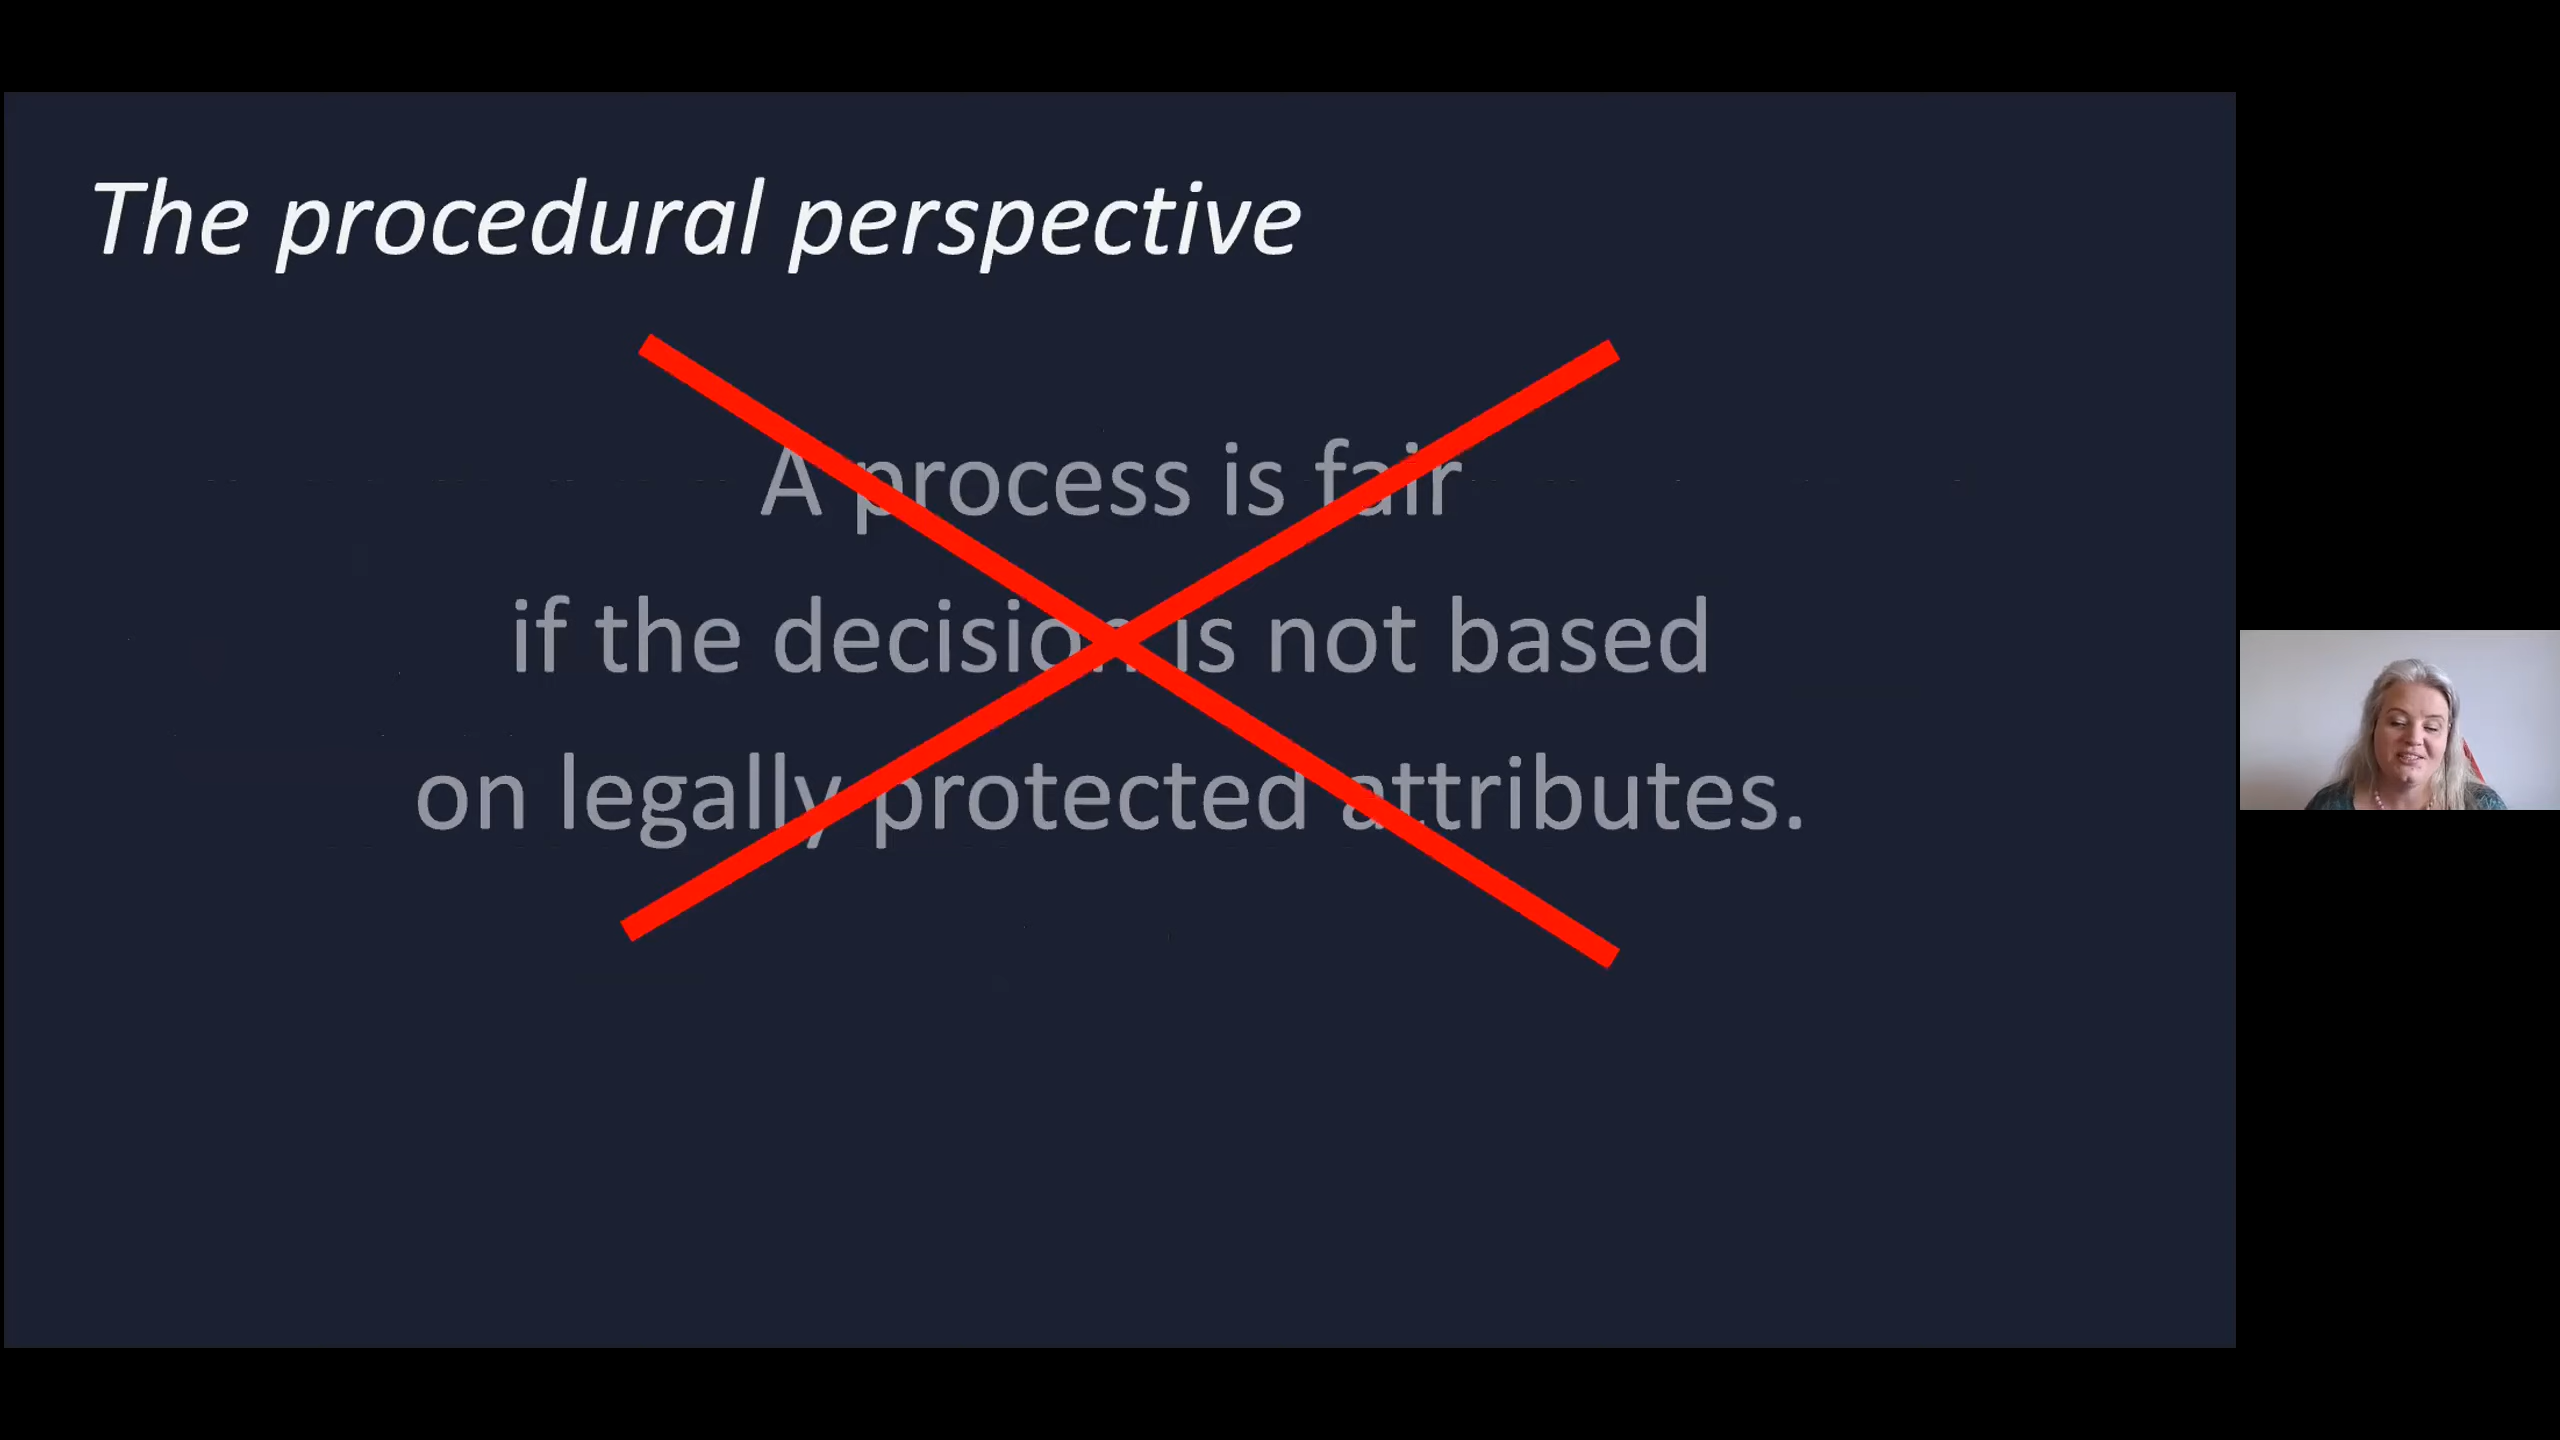 The procedural perspective
A process is fair
if the decision is not based
on legally protected attributes.